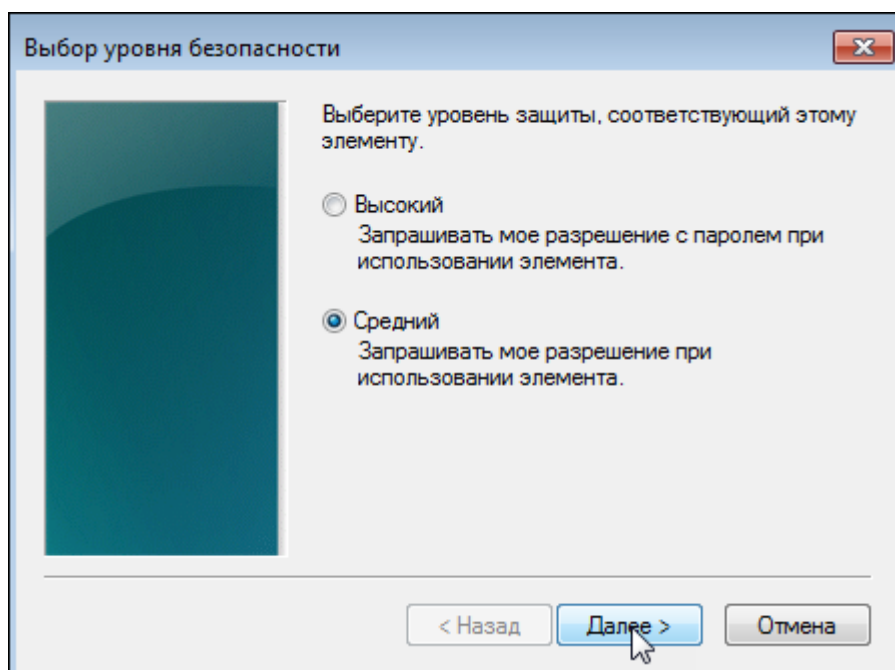 Выбор уровня безопасности
Выберите уровень защиты, соответствующий этому
элементу.
Высокий
Запрашивать мое разрешение с паролем при
использовании элемента.
Средний
Запрашивать мое разрешение при
использовании элемента.
< Назад
Далее >
Отмена